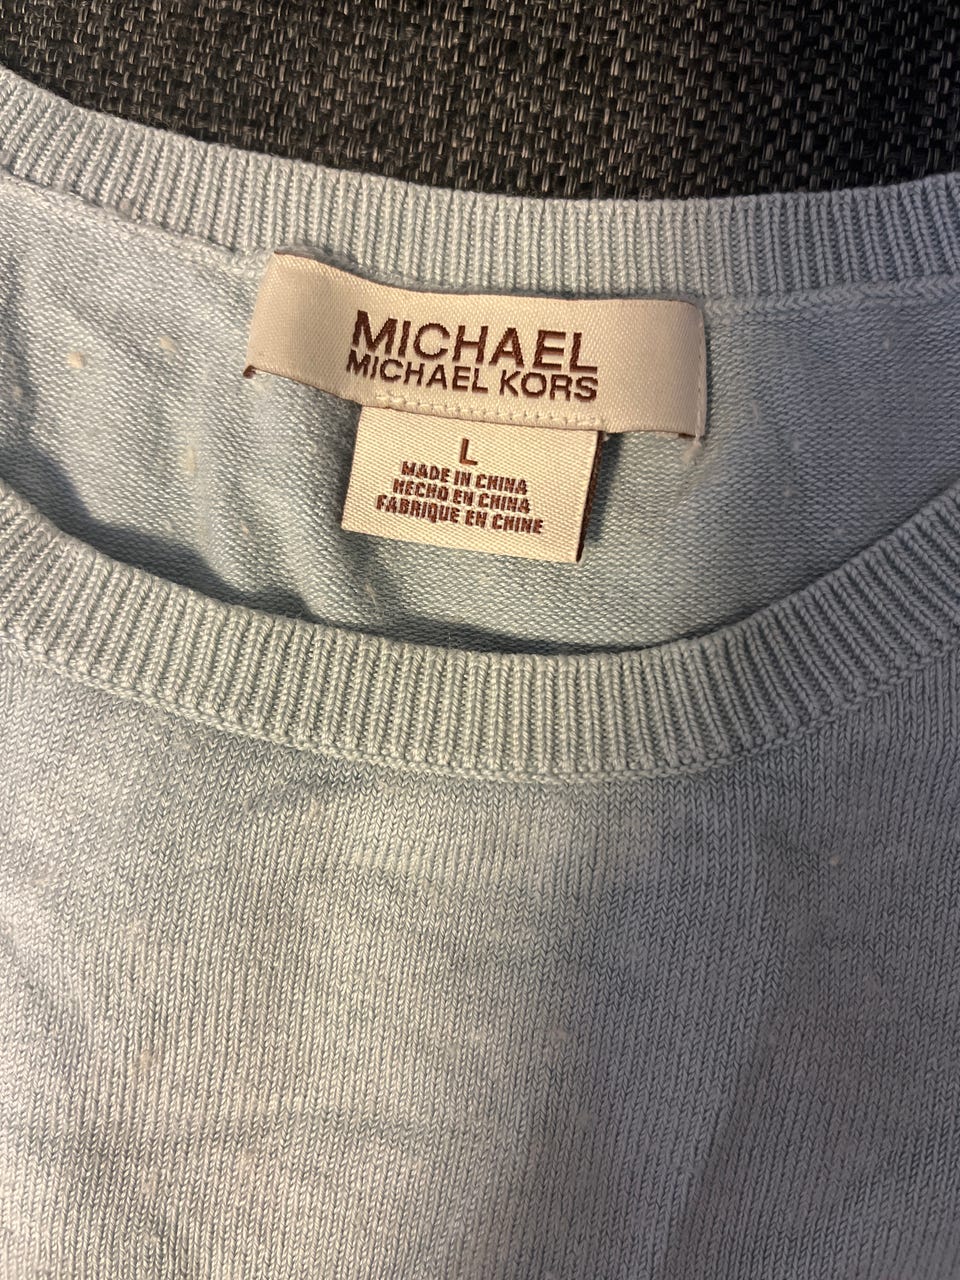 MICHAEL
MICHAEL KORS
L
MADE IN CHINA
HECHO EN CHINA
FABRIQUE EN CHINE